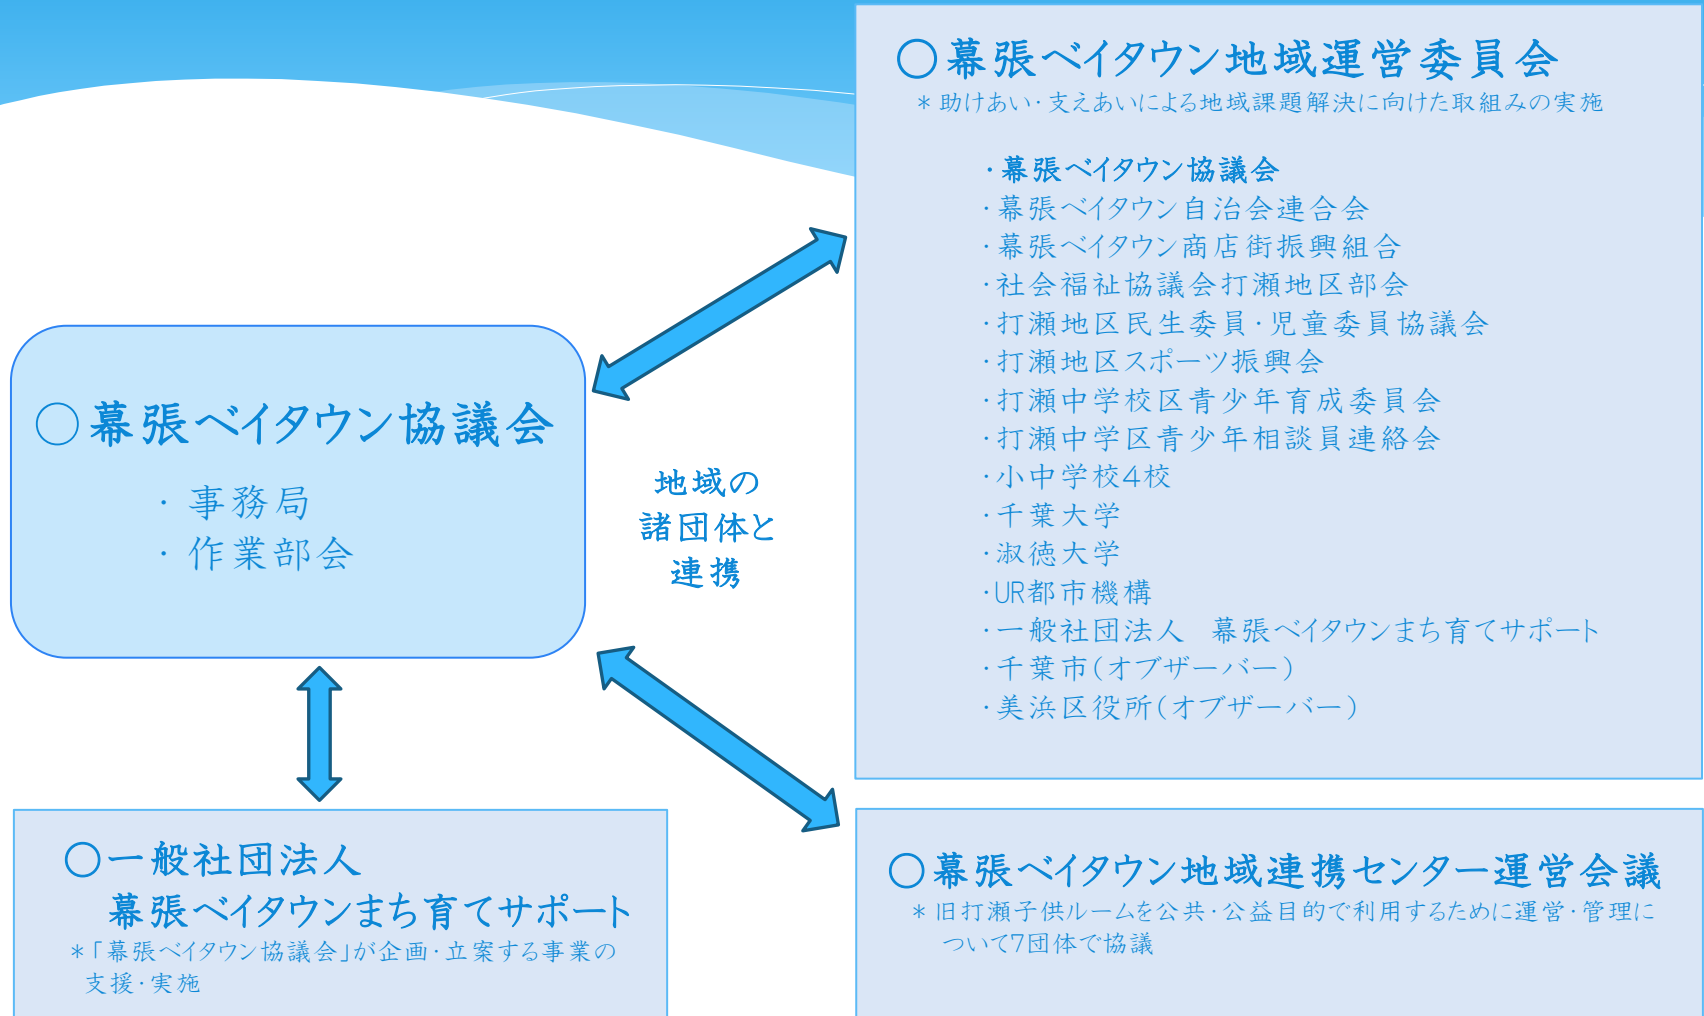 ○幕張ベイタウン地域運営委員会
＊助けあい・支えあいによる地域課題解決に向けた取組みの実施
・幕張ベイタウン協議会
・幕張ベイタウン自治会連合会
・幕張ベイタウン商店街振興組合
・社会福祉協議会打瀬地区部会
・打瀬地区民生委員・児童委員協議会
・打瀬地区スポーツ振興会
・打瀬中学校区青少年育成委員会
・打瀬中学区青少年相談員連絡会
・小中学校4校
・千葉大学
・淑徳大学
・UR都市機構
・一般社団法人　幕張ベイタウンまち育てサポート
・千葉市(オブザーバー)
・美浜区役所(オブザーバー)
○幕張ベイタウン協議会
・事務局
・作業部会
地域の
諸団体と
連携
○一般社団法人
幕張ベイタウンまち育てサポート
＊「幕張ベイタウン協議会」が企画・立案する事業の
支援・実施
○幕張ベイタウン地域連携センター運営会議
＊旧打瀬子供ルームを公共・公益目的で利用するために運営・管理に
ついて7団体で協議